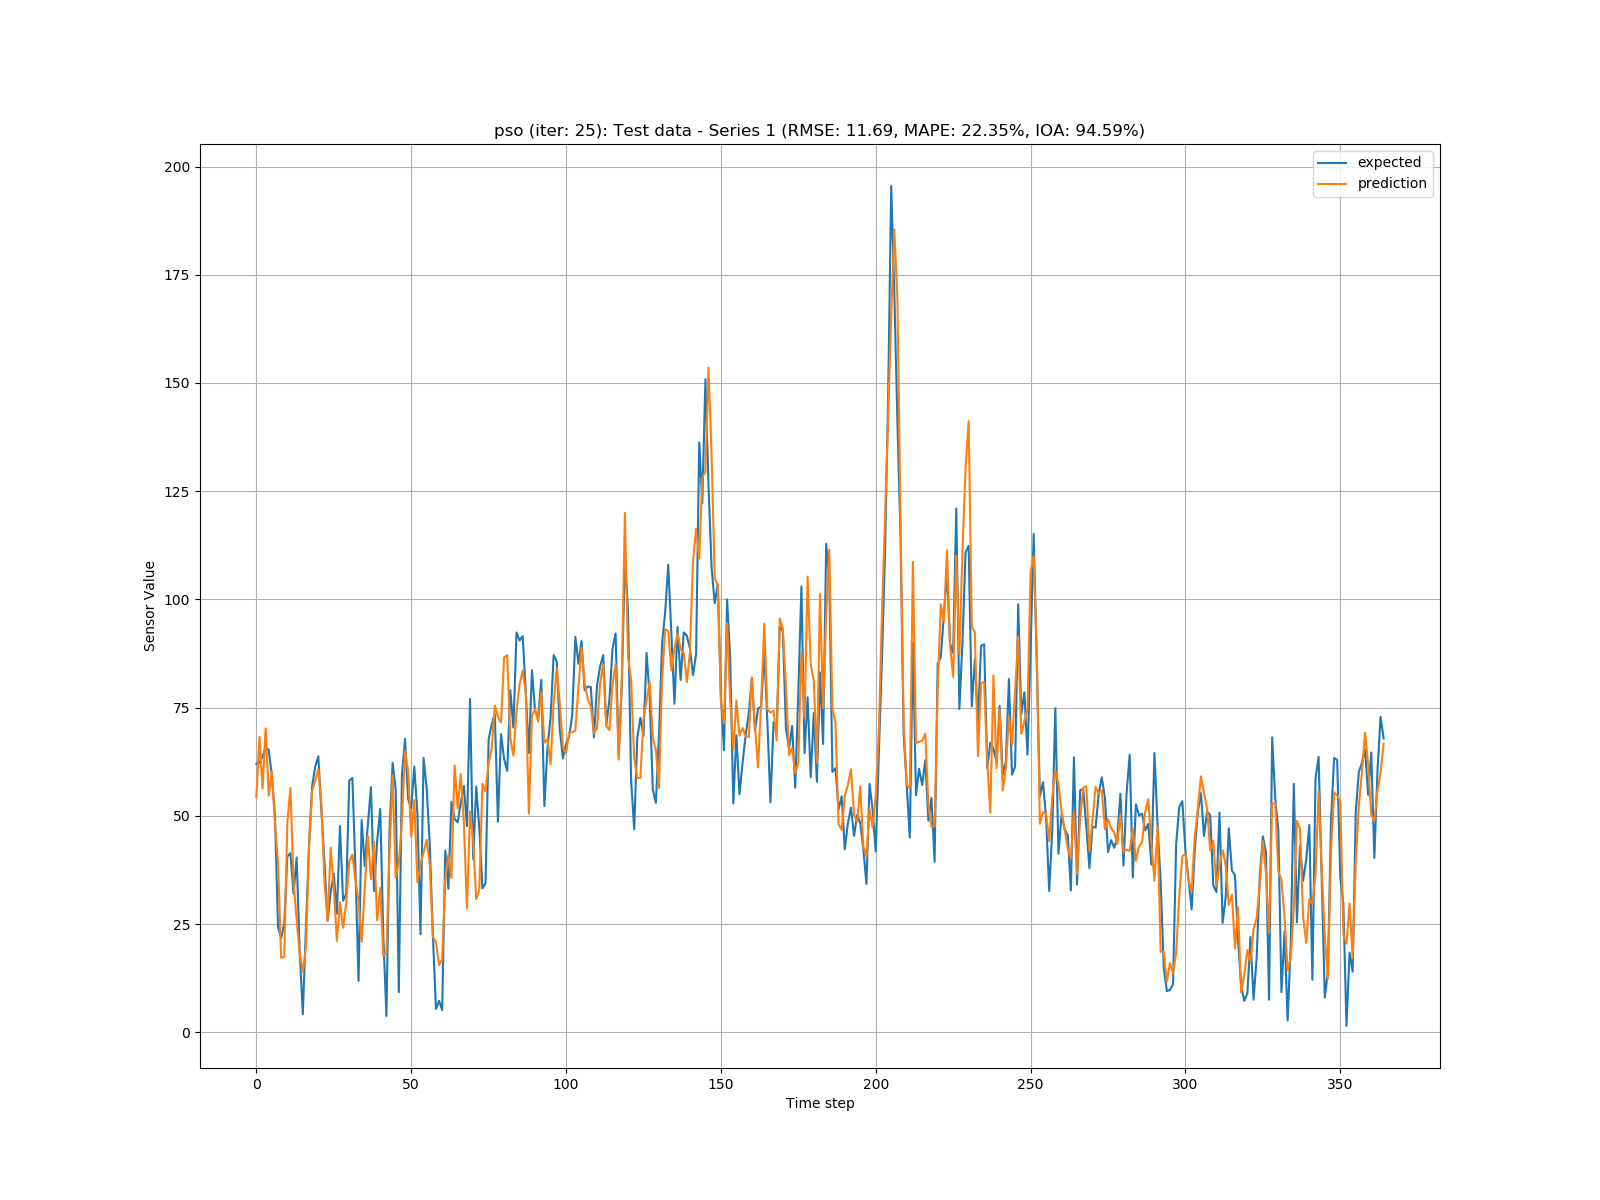 pso (iter: 25): Test data - Series 1 (RMSE: 11.69, MAPE: 22.35%, IOA: 94.59%)
expected
prediction
200
175
150
125
100
75
50
25
0
Sensor Value
0 50 100 150 200 250 300 350
Time step